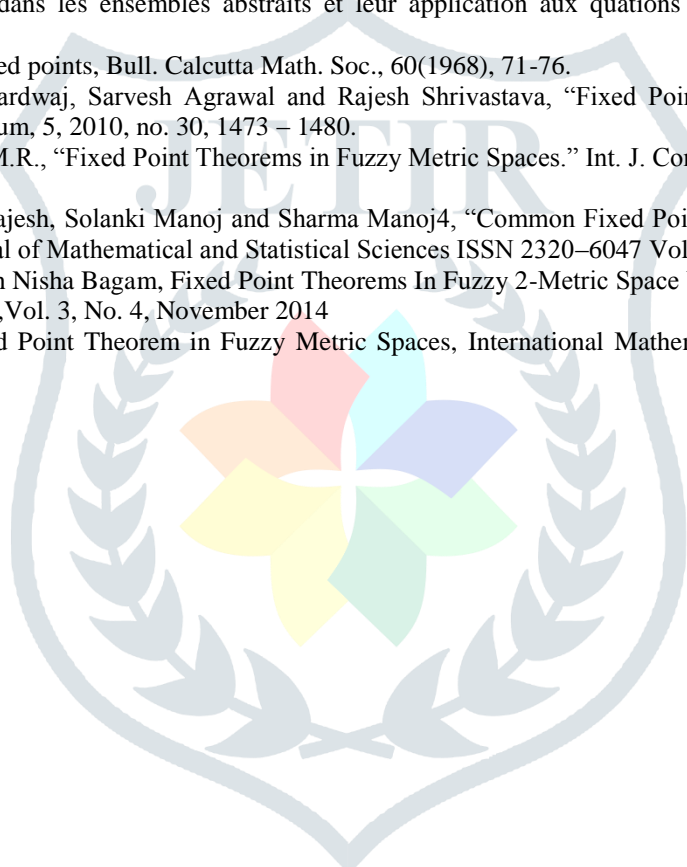 dans les ensembles abstraits et leur application aux quations
ed points, Bull. Calcutta Math. Soc., 60(1968), 71-76.
ardwaj, Sarvesh Agrawal and Rajesh Shrivastava, “Fixed Poin
um, 5, 2010, no. 30, 1473 – 1480.
M.R., “Fixed Point Theorems in Fuzzy Metric Spaces.” Int. J. Con
JETIR
ajesh, Solanki Manoj and Sharma Manoj4, “Common Fixed Poi
al of Mathematical and Statistical Sciences ISSN 2320–6047 Vol
n Nisha Bagam, Fixed Point Theorems In Fuzzy 2-Metric Space
,Vol. 3, No. 4, November 2014
d Point Theorem in Fuzzy Metric Spaces, International Mathem